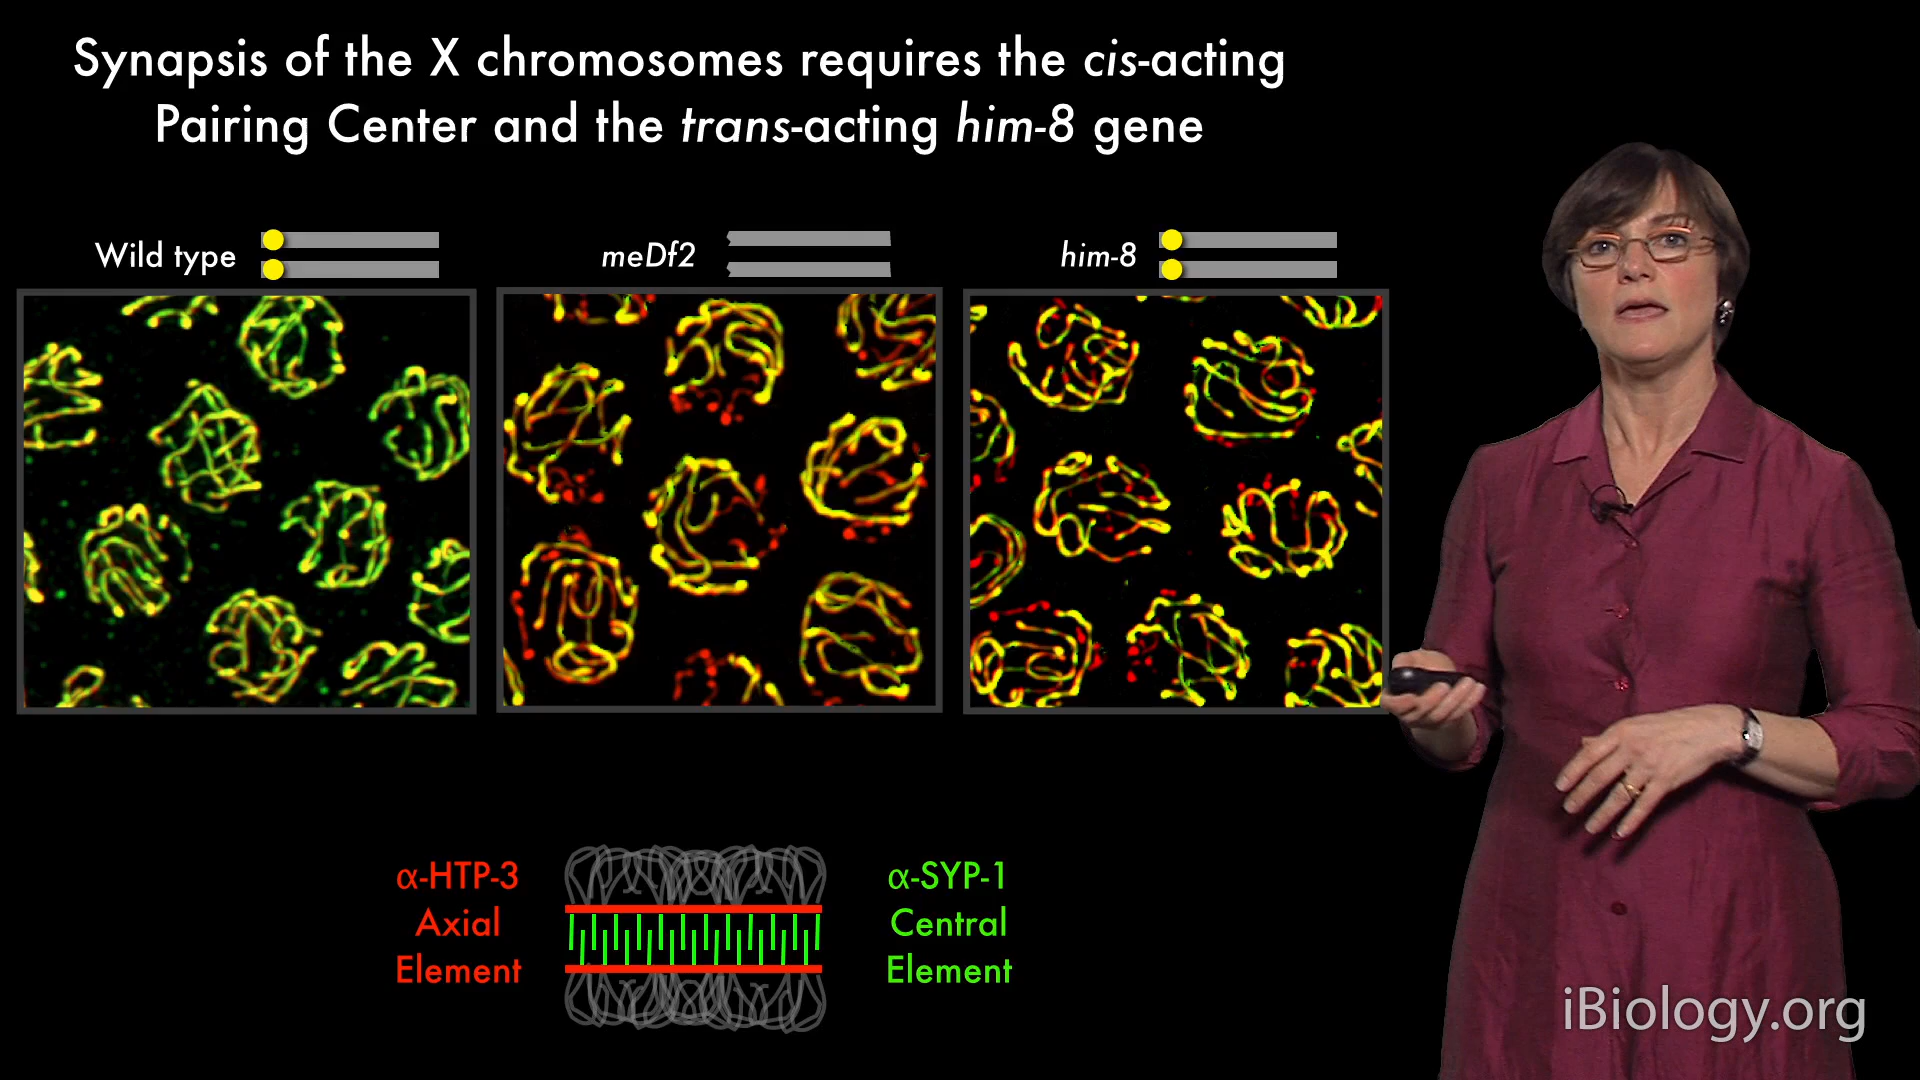 Synapsis of the X chromosomes requires the cis-acting
Pairing Center and the trans-acting him-8 gene
Wild type
meDf2
him-8
α-HTP-3
Axial
Element
α-SYP-1
Central
Element
iBiology.org